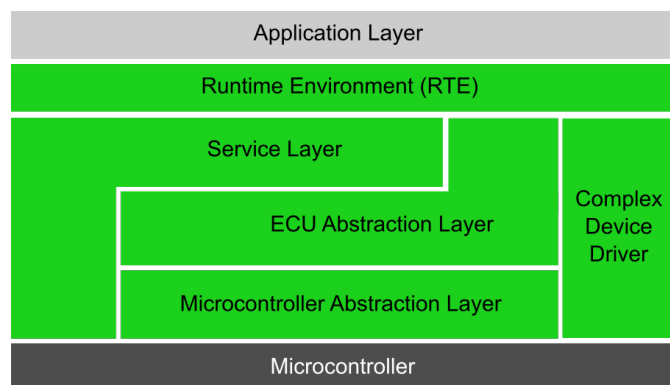 Application Layer
Runtime Environment (RTE)
Service Layer
ECU Abstraction Layer
Complex
Device
Driver
Microcontroller Abstraction Layer
Microcontroller